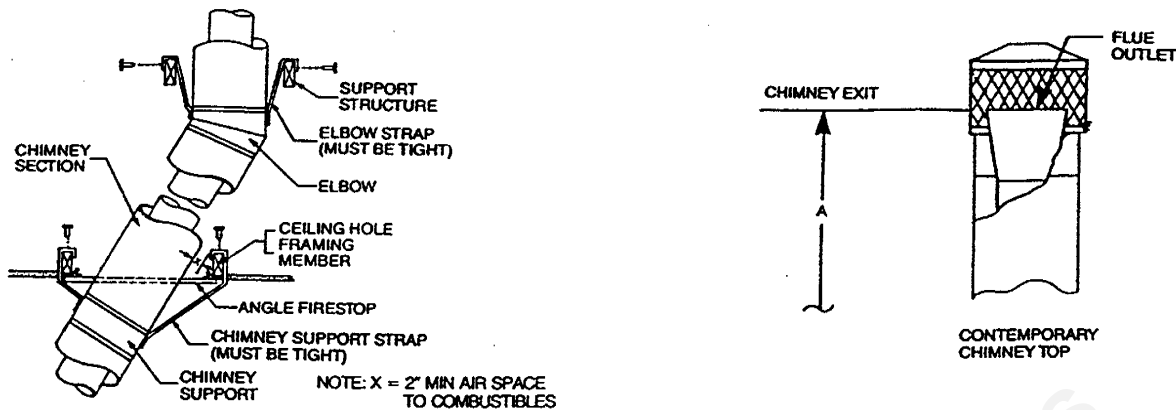 SUPPORT
STRUCTURE
ELBOW STRAP
(MUST BE TIGHT)
ELBOW
CHIMNEY
SECTION
CEILING HOLE
FRAMING
MEMBER
X
ANGLE FIRESTOP
CHIMNEY SUPPORT STRAP
(MUST BE TIGHT)
CHIMNEY
SUPPORT
NOTE: X = 2" MIN AIR SPACE
TO COMBUSTIBLES
FLUE
OUTLET
CHIMNEY EXIT
A
CONTEMPORARY
CHIMNEY TOP